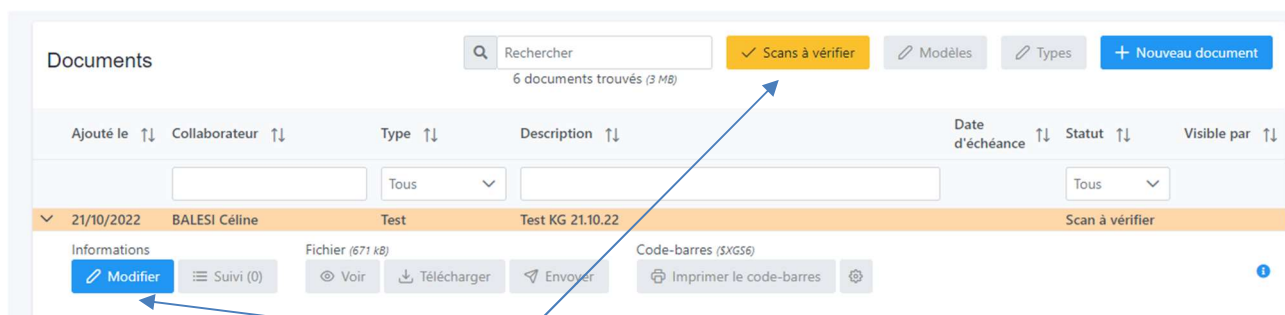 Documents
Rechercher
Scans à vérifier
Modèles
Types
+ Nouveau document
6 documents trouvés (3 MB)
Ajouté le
Collaborateur
Type
Description
Date d'échéance
Statut
Visible par
Tous
Tous
21/10/2022 BALESI Céline Test Test KG 21.10.22 Scan à vérifier
Informations
Fichier (671 kB)
Code-barres ($XGS6)
Modifier
Suivi (0)
Voir
Télécharger
Envoyer
Imprimer le code-barres